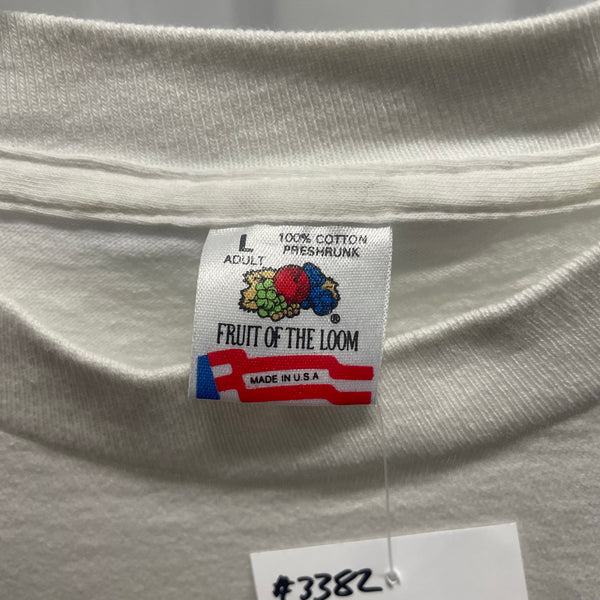 L 100% COTTON
ADULT PRESHRUNK
®
FRUIT OF THE LOOM
MADE IN U.S.A
#3382